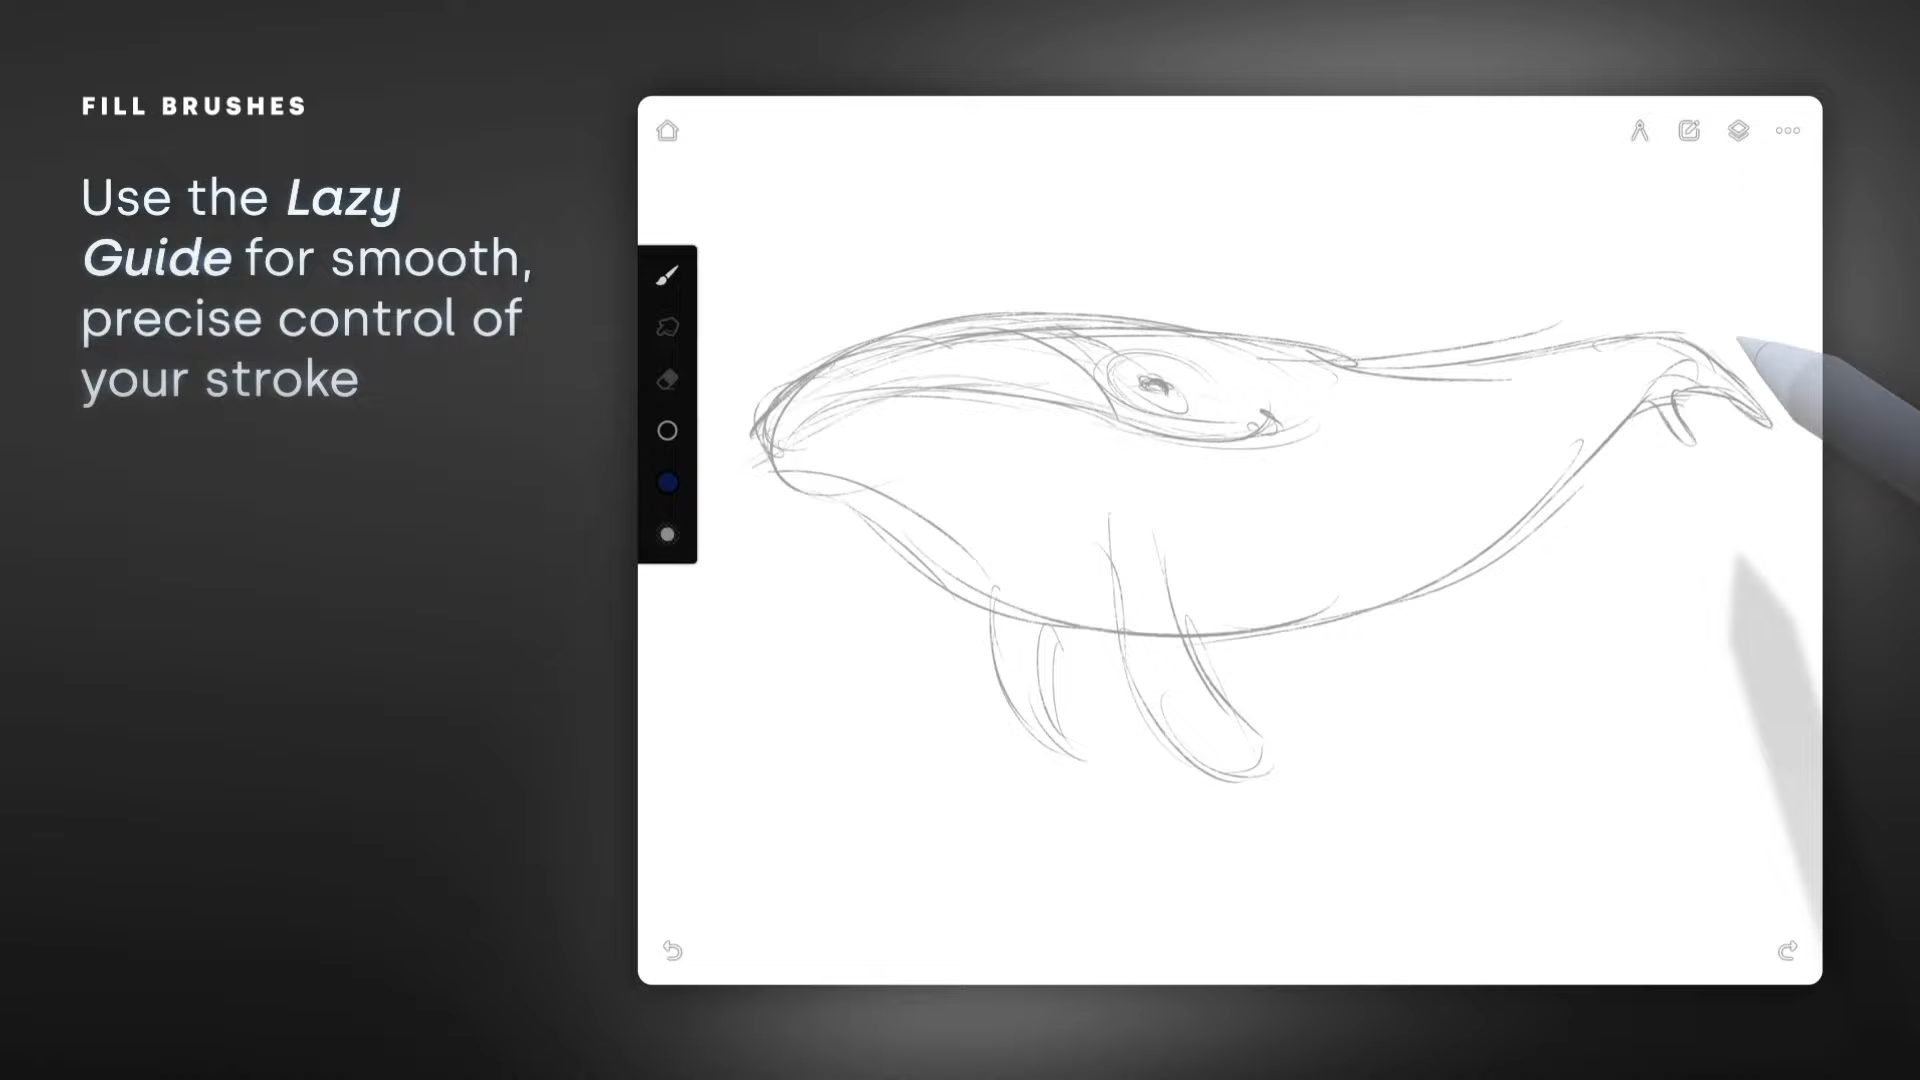 FILL BRUSHES
Use the Lazy
Guide for smooth,
precise control of
your stroke